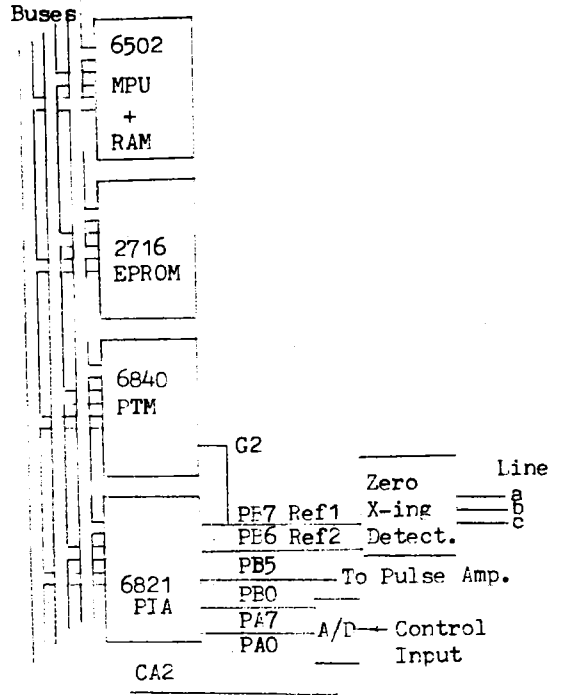 Buses
6502
MPU
+
RAM
2716
EPROM
6840
PTM
G2
Zero
X-ing
Detect.
Line
a
b
c
PB7 Ref1
PB6 Ref2
PB5
To Pulse Amp.
PB0
6821
PIA
PA7
PA0
A/D
Control
Input
CA2